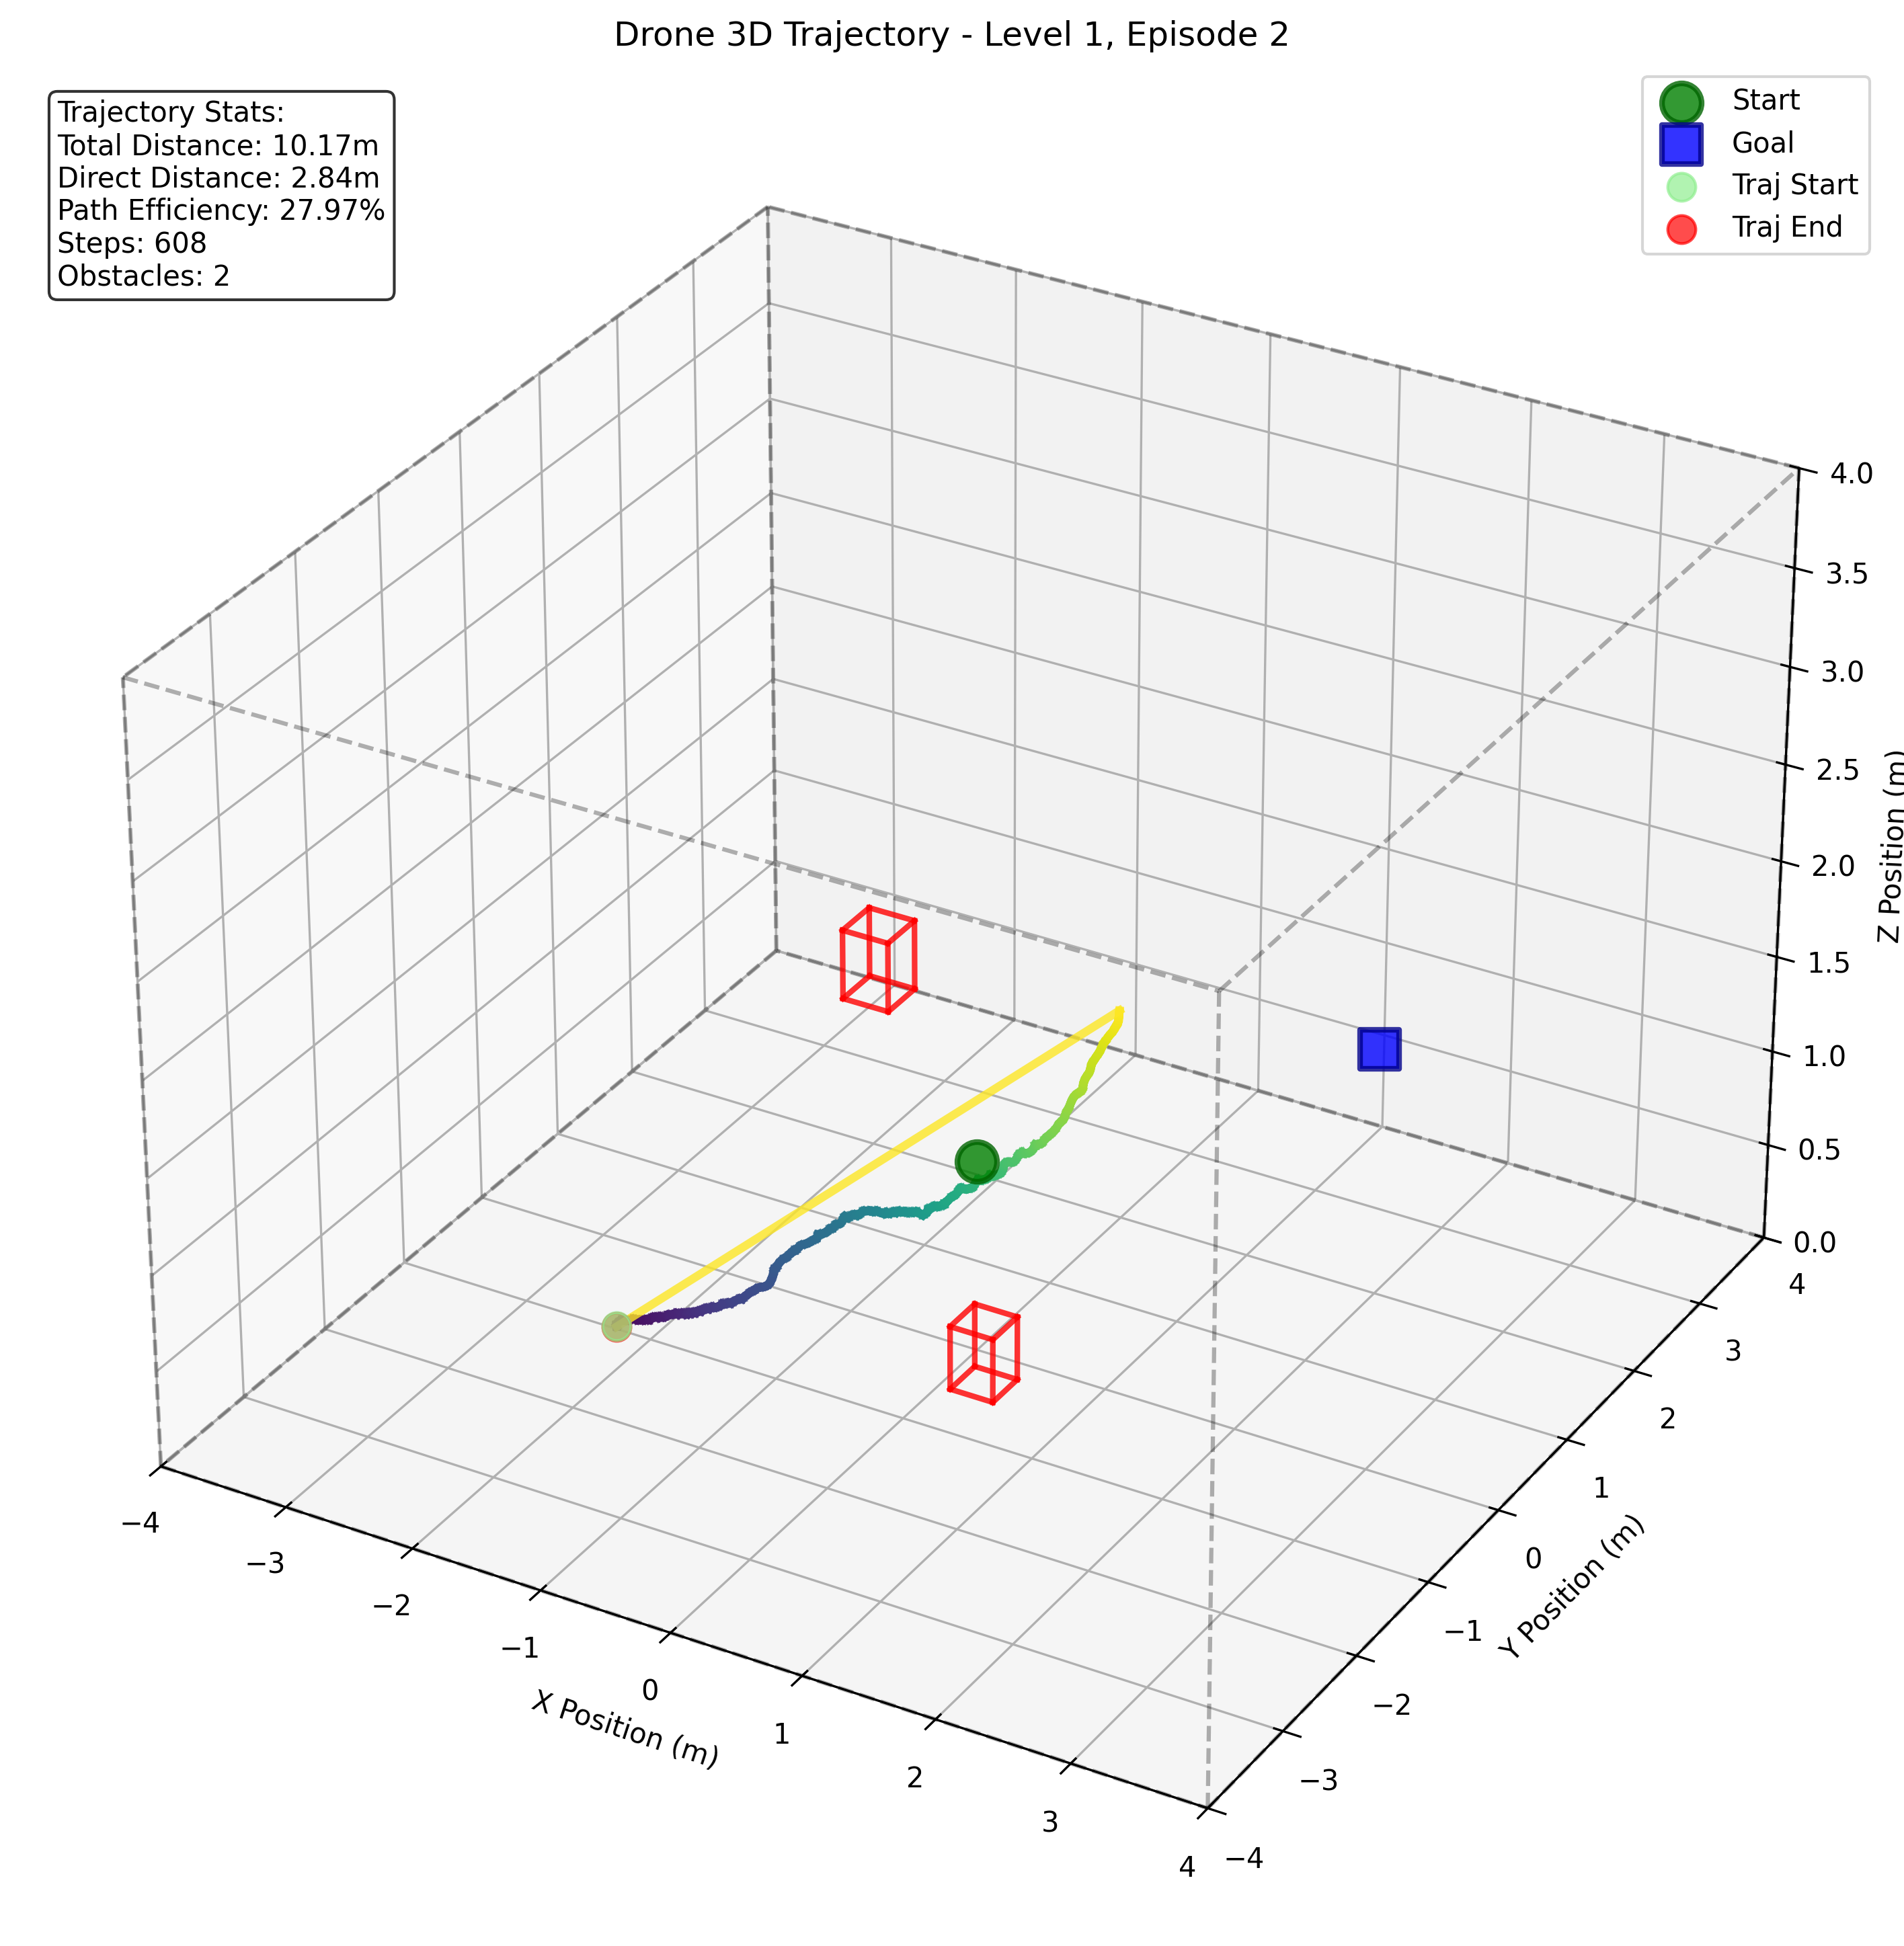 Drone 3D Trajectory - Level 1, Episode 2
Trajectory Stats:
Total Distance: 10.17m
Direct Distance: 2.84m
Path Efficiency: 27.97%
Steps: 608
Obstacles: 2
Start
Goal
Traj Start
Traj End
4.0
3.5
3.0
2.5
2.0
1.5
1.0
0.5
0.0
Z Position (m)
4
3
2
1
0
−1
−2
−3
−4
Y Position (m)
−4
−3
−2
−1
0
1
2
3
4
X Position (m)